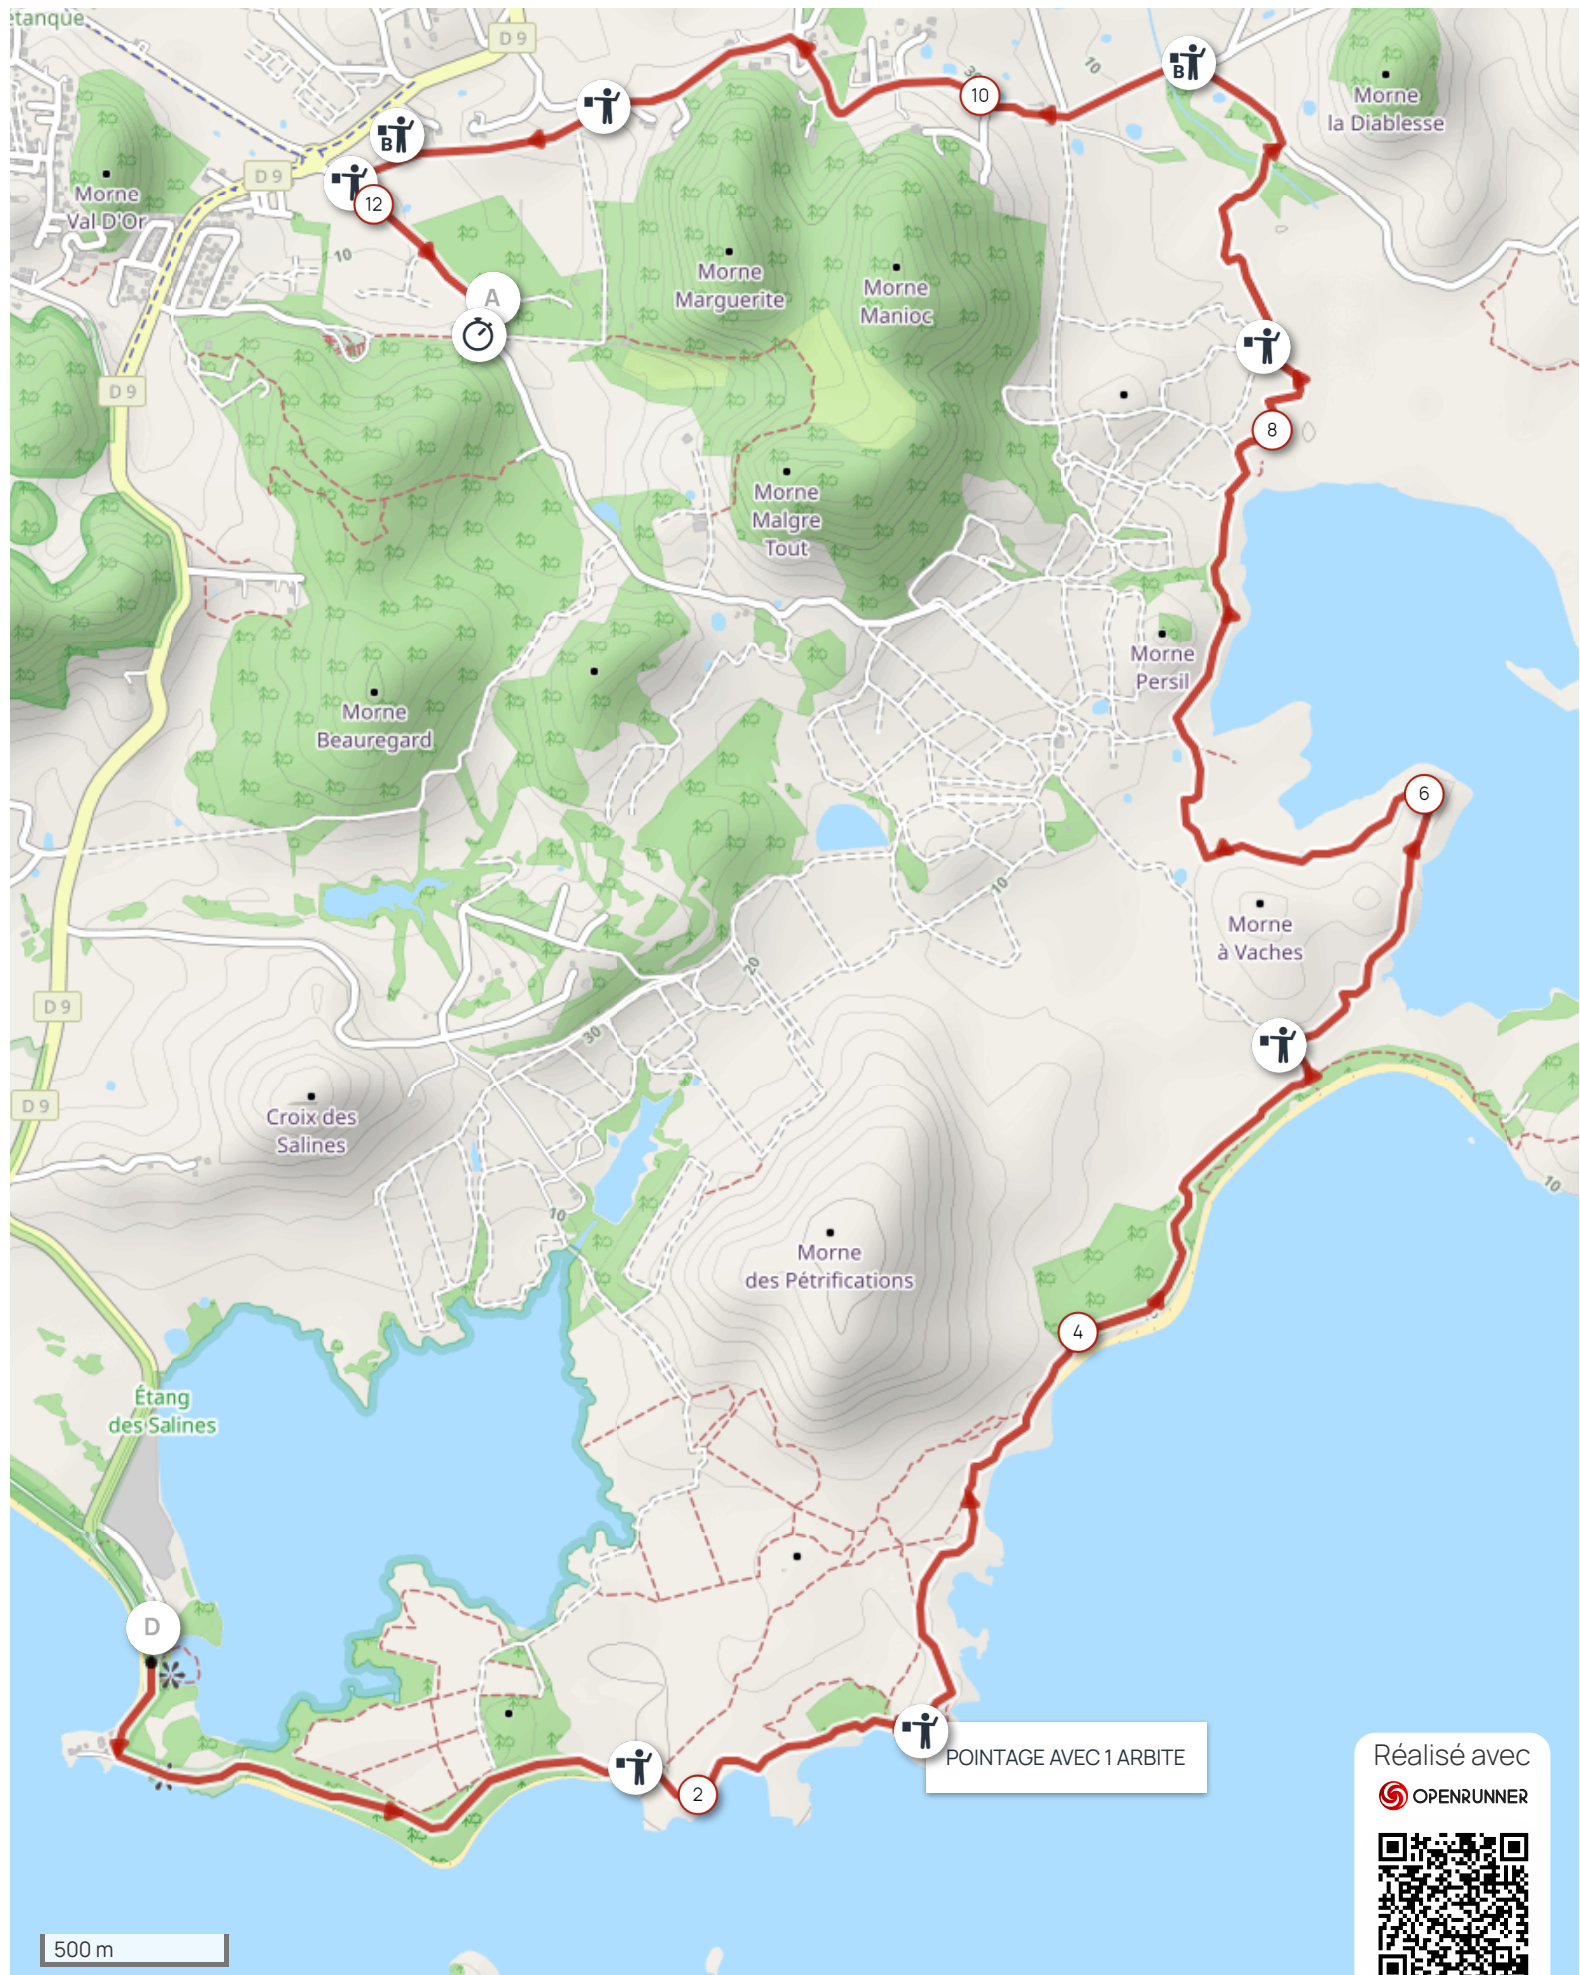 étanque
D 9
10
B
Morne
la Diablesse
30
10
B
D 9
12
Morne
Val D'Or
10
A
Morne
Marguerite
Morne
Manioc
D 9
8
Morne
Malgre
Tout
Morne
Persil
Morne
Beauregard
6
10
Morne
à Vaches
20
D 9
30
D 9
Croix des
Salines
10
10
Morne
des Pétrifications
4
Étang
des Salines
D
2
POINTAGE AVEC 1 ARBITE
Réalisé avec
OPENRUNNER
500 m